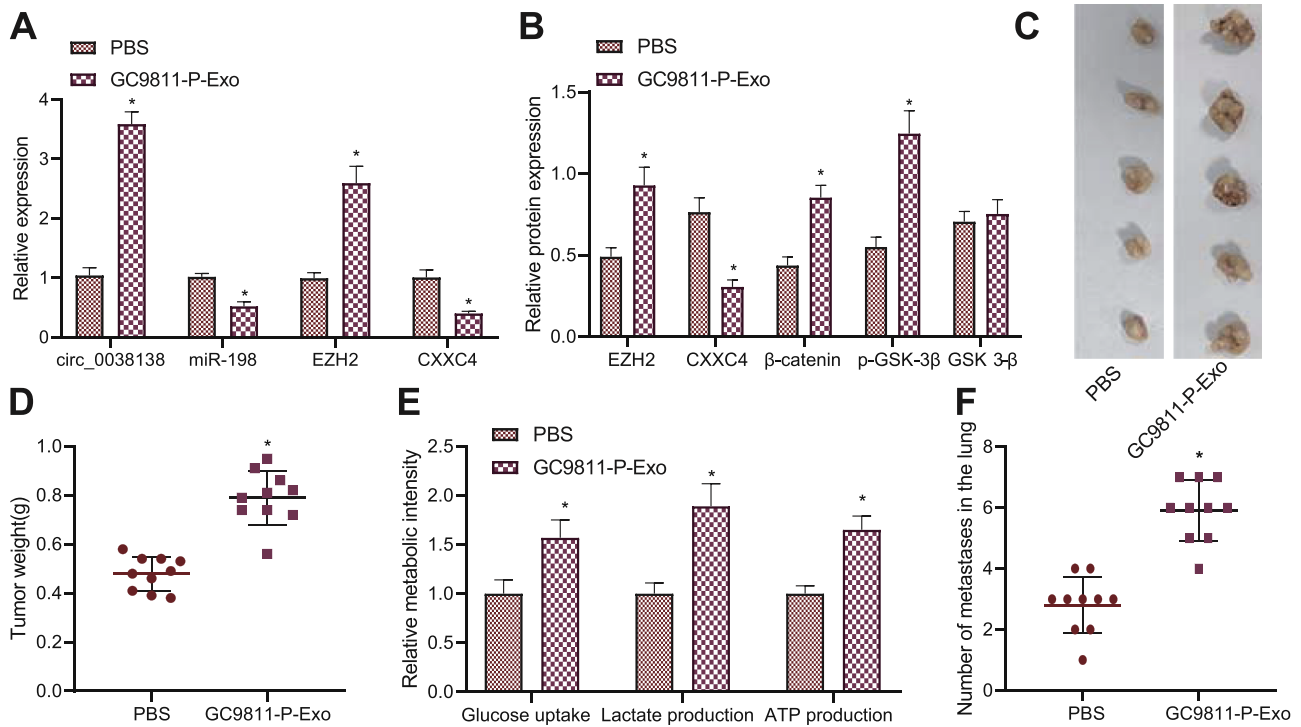 A
PBS
GC9811-P-Exo
Relative expression
4
3
2
1
0
*
*
*
*
circ_0038138
miR-198
EZH2
CXXC4
B
PBS
GC9811-P-Exo
Relative protein expression
1.5
1.0
0.5
0.0
*
*
*
*
EZH2
CXXC4
β-catenin
p-GSK-3β
GSK 3-β
C
PBS
GC9811-P-Exo
D
Tumor weight(g)
1.0
0.8
0.6
0.4
0.2
0.0
*
PBS
GC9811-P-Exo
E
PBS
GC9811-P-Exo
Relative metabolic intensity
2.5
2.0
1.5
1.0
0.5
0.0
*
*
*
Glucose uptake
Lactate production
ATP production
F
Number of metastases in the lung
8
6
4
2
0
*
PBS
GC9811-P-Exo